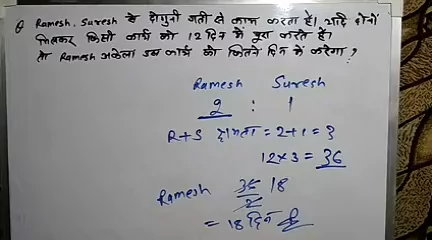 Q Ramesh, Suresh से दोगुनी गती से काम करता है। यदि दोनों
मिलकर किसी कार्य को 12 दिन में पूरा करते हैं।
तो Ramesh अकेला उस कार्य को कितने दिन में करेगा ?
Ramesh Suresh
2 : 1
R+S क्षमता = 2+1 = 3
12×3 = 36
Ramesh 36/2 18
= 18 दिन